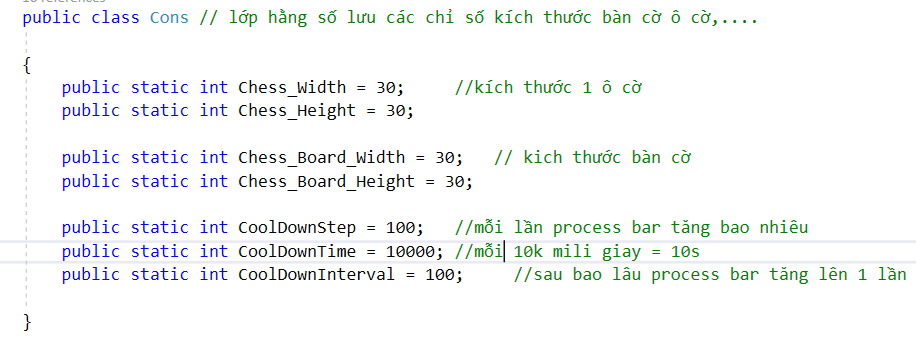 public class Cons // lớp hằng số lưu các chỉ số kích thước bàn cờ ô cờ,....
{
public static int Chess_Width = 30; //kích thước 1 ô cờ
public static int Chess_Height = 30;
public static int Chess_Board_Width = 30; // kich thước bàn cờ
public static int Chess_Board_Height = 30;
public static int CoolDownStep = 100; //mỗi lần process bar tăng bao nhiêu
public static int CoolDownTime = 10000; //mỗi 10k mili giay = 10s
public static int CoolDownInterval = 100; //sau bao lâu process bar tăng lên 1 lần
}